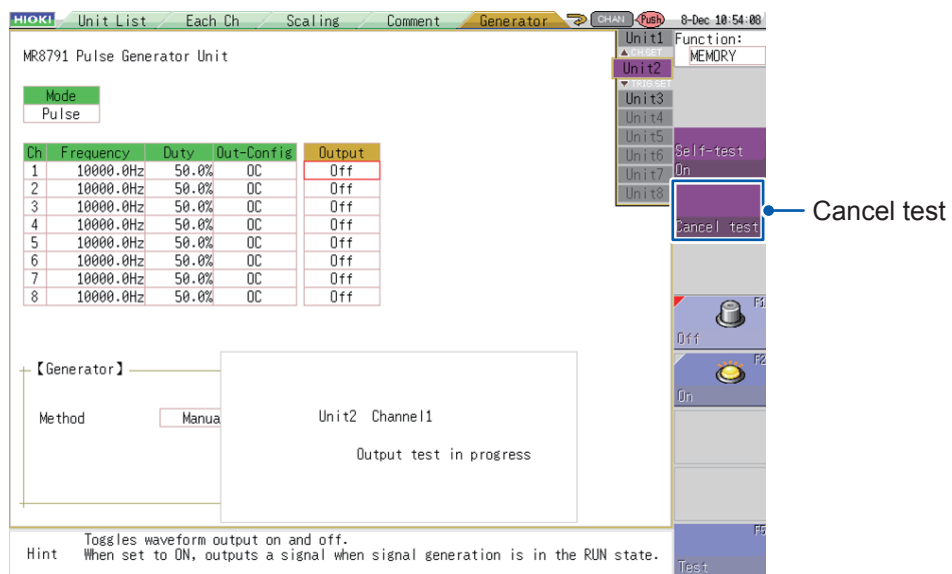 HIOKI Unit List Each Ch Scaling Comment Generator CHAN Push 8-Dec 10:54:08
MR8791 Pulse Generator Unit
Mode
Pulse
Ch Frequency Duty Out-Config Output
1 10000.0Hz 50.0% OC Off
2 10000.0Hz 50.0% OC Off
3 10000.0Hz 50.0% OC Off
4 10000.0Hz 50.0% OC Off
5 10000.0Hz 50.0% OC Off
6 10000.0Hz 50.0% OC Off
7 10000.0Hz 50.0% OC Off
8 10000.0Hz 50.0% OC Off
【Generator】
Method Manua
Unit2 Channel1
Output test in progress
Hint Toggles waveform output on and off.
When set to ON, outputs a signal when signal generation is in the RUN state.
Unit1
▲CH.SET
Unit2
▼TRIG.SET
Unit3
Unit4
Unit5
Unit6
Unit7
Unit8
Function:
MEMORY
Self-test
On
Cancel test
Cancel test
F1
Off
F2
On
F5
Test